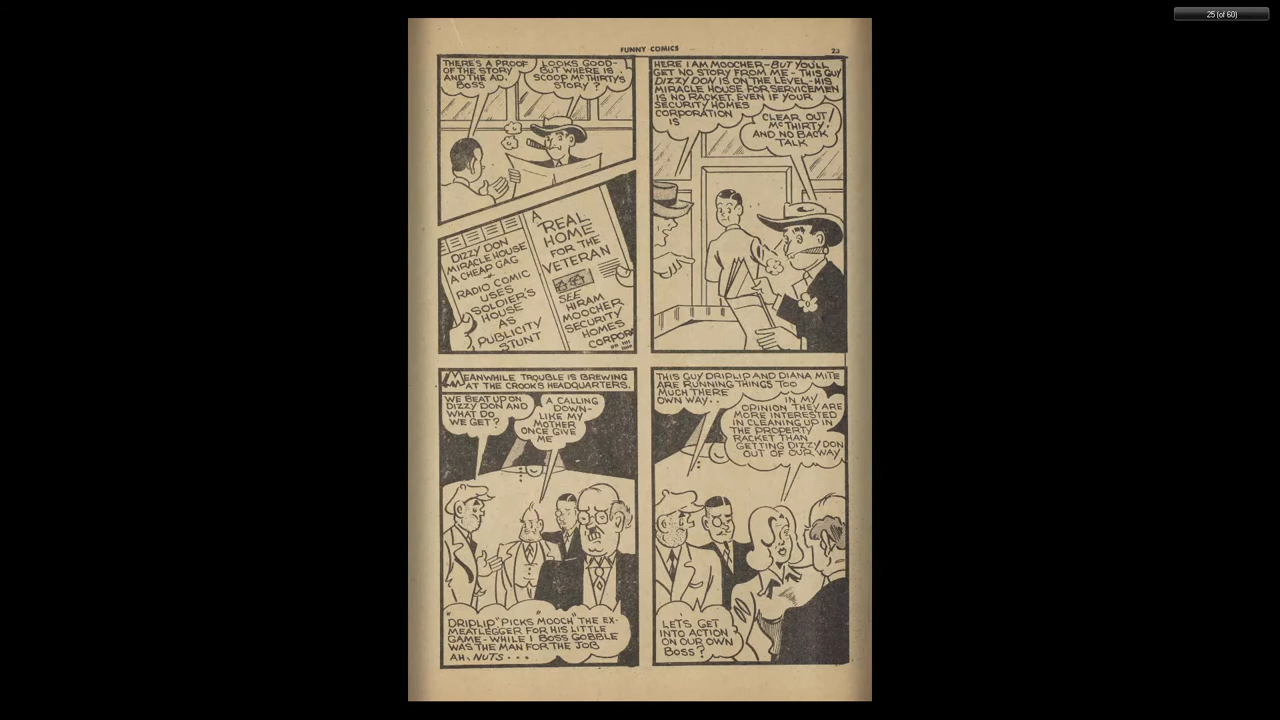 25 (of 60)
FUNNY COMICS
23
THERE'S A PROOF
OF THE STORY
AND THE AD.
BOSS
LOOKS GOOD-
BUT WHERE IS
SCOOP McTHIRTY'S
STORY?
DIZZY DON
MIRACLE HOUSE
A CHEAP GAG
RADIO COMIC
USES
SOLDIER'S
HOUSE
AS
PUBLICITY
STUNT
A
REAL
HOME
FOR THE
VETERAN
SEE
HIRAM
MOOCHER
SECURITY
HOMES
CORPOR
HERE I AM MOOCHER-BUT YOU'LL
GET NO STORY FROM ME - THIS GUY
DIZZY DON IS ON THE LEVEL-HIS
MIRACLE HOUSE FOR SERVICEMEN
IS NO RACKET. EVEN IF YOUR
SECURITY HOMES
CORPORATION
IS
CLEAR OUT/
McTHIRTY.
AND NO BACK
TALK
MEANWHILE TROUBLE IS BREWING
AT THE CROOKS HEADQUARTERS.
WE BEAT UP ON
DIZZY DON AND
WHAT DO
WE GET?
A CALLING
DOWN-
LIKE MY
MOTHER
ONCE GIVE
ME
"DRIPLIP" PICKS "MOOCH" THE EX-
MEATLEGGER FOR HIS LITTLE
GAME-WHILE I BOSS GOBBLE
WAS THE MAN FOR THE JOB
AH. NUTS...
THIS GUY DRIPLIP AND DIANA MITE
ARE RUNNING THINGS TOO
MUCH THERE
OWN WAY..
IN MY
OPINION THEY ARE
MORE INTERESTED
IN CLEANING UP IN
THE PROPERTY
RACKET THAN
GETTING DIZZY DON
OUT OF OUR WAY
LET'S GET
INTO ACTION
ON OUR OWN
BOSS?